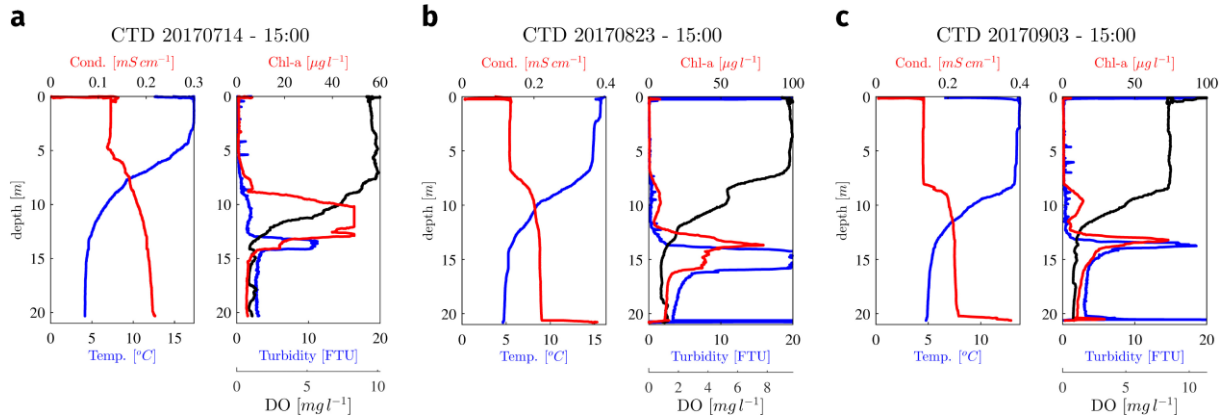 a
CTD 20170714 - 15:00
Cond. [mS cm⁻¹]
Chl-a [µg l⁻¹]
0 0.1 0.2 0.3
0 20 40 60
0
5
10
15
20
depth [m]
0 5 10 15
0 10 20
Temp. [°C]
Turbidity [FTU]
0 5 10
DO [mg l⁻¹]
b
CTD 20170823 - 15:00
Cond. [mS cm⁻¹]
Chl-a [µg l⁻¹]
0 0.2 0.4
0 50 100
0
5
10
15
20
depth [m]
0 5 10 15
0 10 20
Temp. [°C]
Turbidity [FTU]
0 2 4 6 8
DO [mg l⁻¹]
c
CTD 20170903 - 15:00
Cond. [mS cm⁻¹]
Chl-a [µg l⁻¹]
0 0.2 0.4
0 50 100
0
5
10
15
20
depth [m]
0 5 10
0 10 20
Temp. [°C]
Turbidity [FTU]
0 5 10
DO [mg l⁻¹]